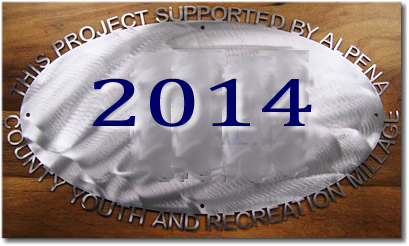 THIS PROJECT SUPPORTED BY ALPENA
2014
COUNTY YOUTH AND RECREATION MILLAGE